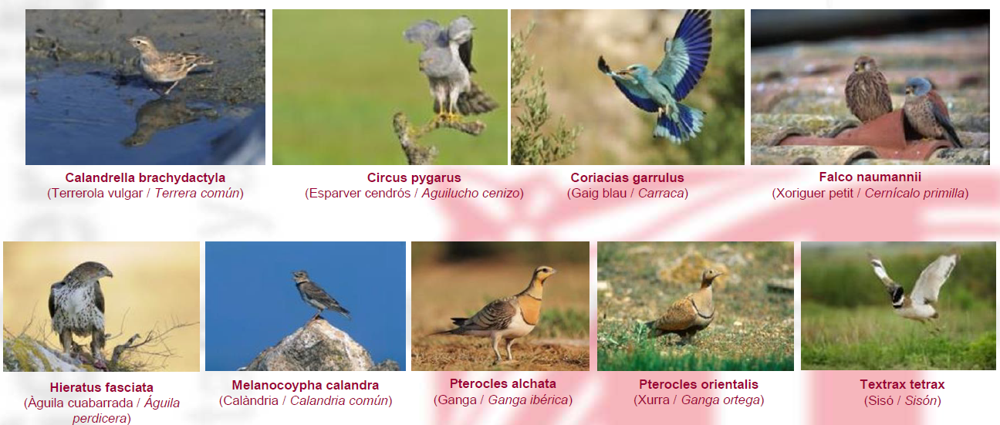 Calandrella brachydactyla
(Terrerola vulgar / Terrera común)
Circus pygarus
(Esparver cendrós / Aguilucho cenizo)
Coriacias garrulus
(Gaig blau / Carraca)
Falco naumannii
(Xoriguer petit / Cernícalo primilla)
Hieratus fasciata
(Àguila cuabarrada / Águila
perdicera)
Melanocoypha calandra
(Calàndria / Calandria común)
Pterocles alchata
(Ganga / Ganga ibérica)
Pterocles orientalis
(Xurra / Ganga ortega)
Textrax tetrax
(Sisó / Sisón)